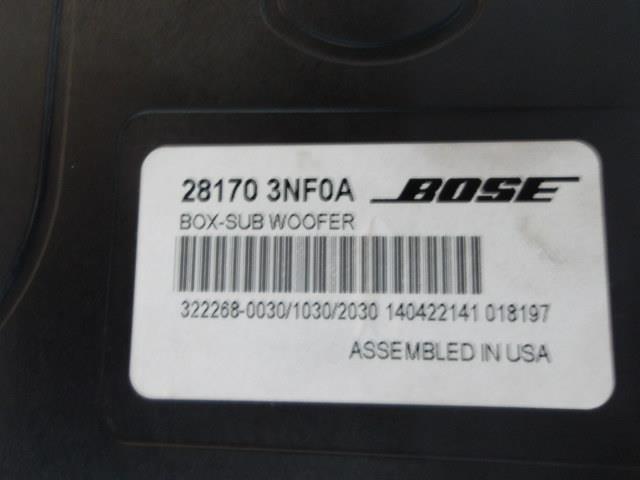 28170 3NF0A BOSE
BOX-SUB WOOFER
322268-0030/1030/2030 140422141 018197
ASSEMBLED IN USA